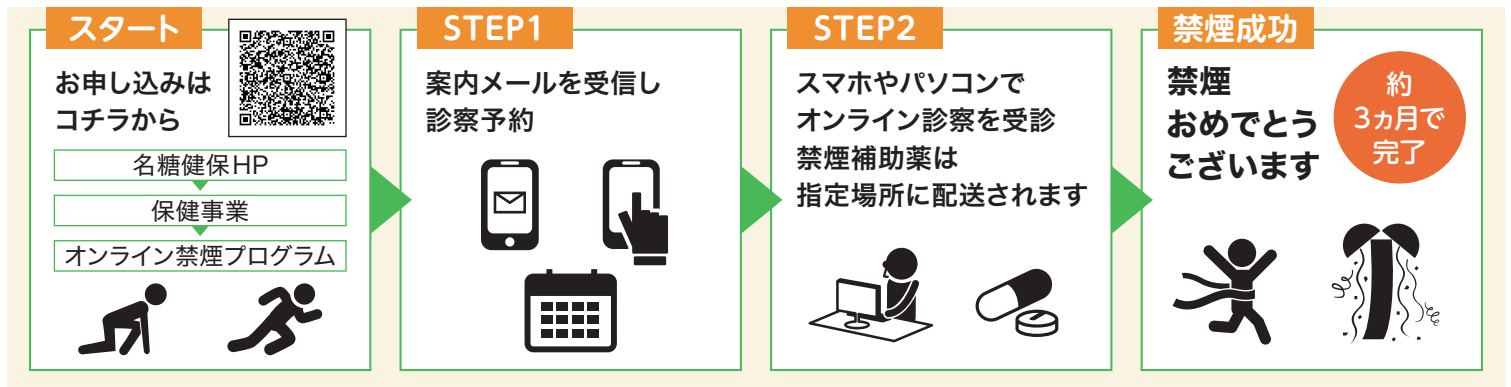 スタート
お申し込みは
コチラから
名糖健保HP
保健事業
オンライン禁煙プログラム
STEP1
案内メールを受信し
診察予約
STEP2
スマホやパソコンで
オンライン診察を受診
禁煙補助薬は
指定場所に配送されます
禁煙成功
禁煙
おめでとう
ございます
約
3ヵ月で
完了